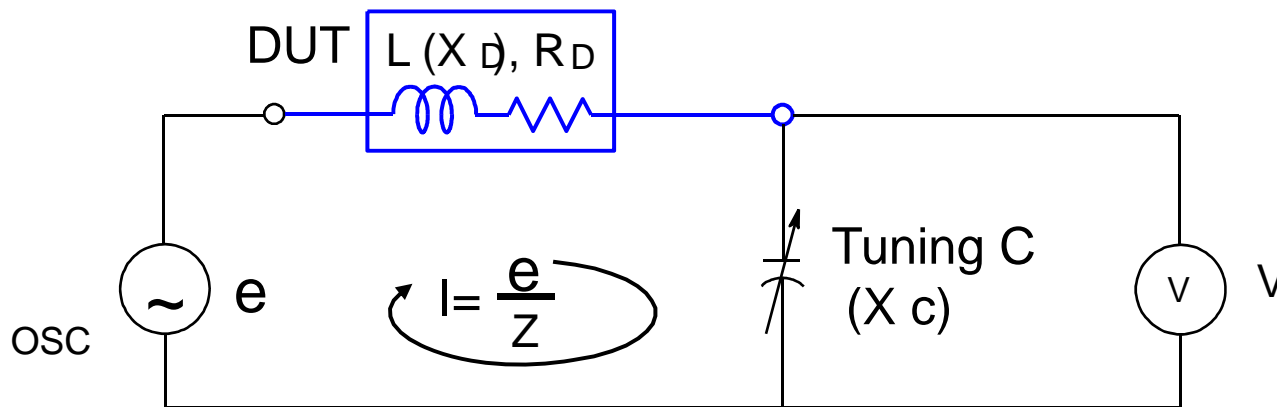 DUT
L (X D), R D
OSC
~
e
I= e
Z
Tuning C
(X c)
V
V